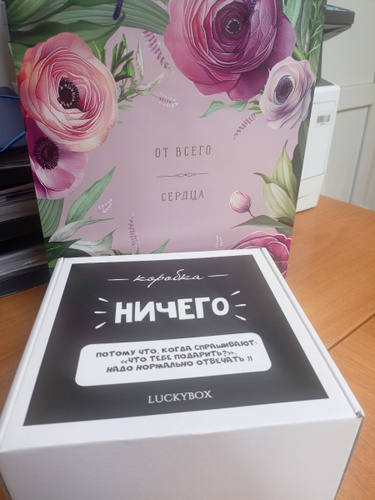 ОТ ВСЕГО
СЕРДЦА
коробка
НИЧЕГО
ПОТОМУ ЧТО, КОГДА СПРАШИВАЮТ:
«ЧТО ТЕБЕ ПОДАРИТЬ?»,
НАДО НОРМАЛЬНО ОТВЕЧАТЬ ))
LUCKYBOX